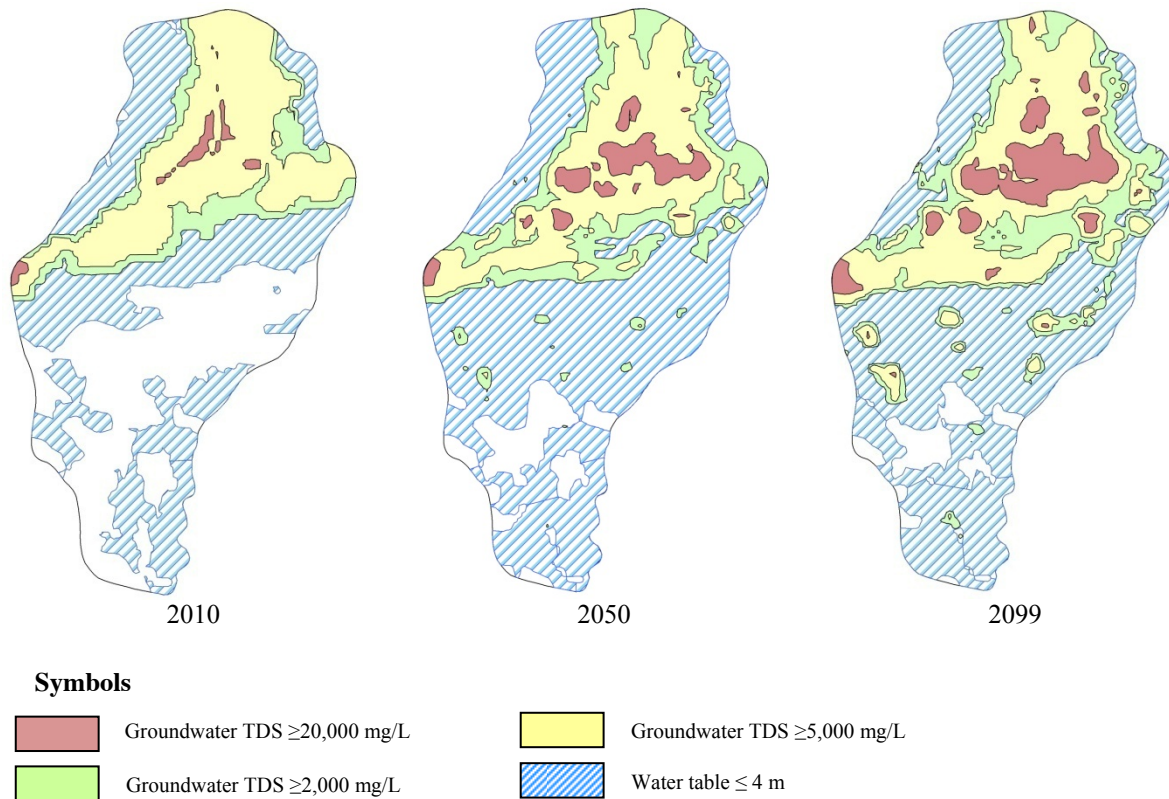 2010 2050 2099
Symbols
Groundwater TDS ≥20,000 mg/L Groundwater TDS ≥5,000 mg/L
Groundwater TDS ≥2,000 mg/L Water table ≤ 4 m